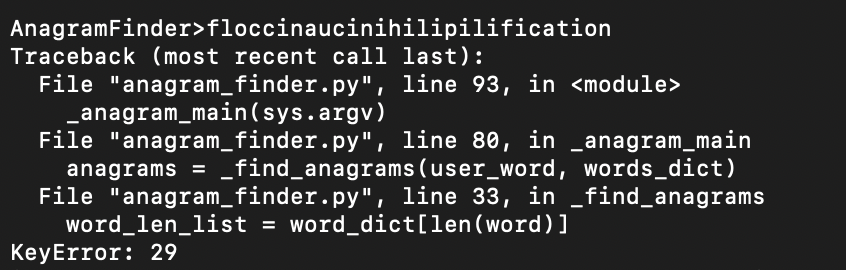 AnagramFinder>floccinaucinihilipilification
Traceback (most recent call last):
  File "anagram_finder.py", line 93, in <module>
    _anagram_main(sys.argv)
  File "anagram_finder.py", line 80, in _anagram_main
    anagrams = _find_anagrams(user_word, words_dict)
  File "anagram_finder.py", line 33, in _find_anagrams
    word_len_list = word_dict[len(word)]
KeyError: 29